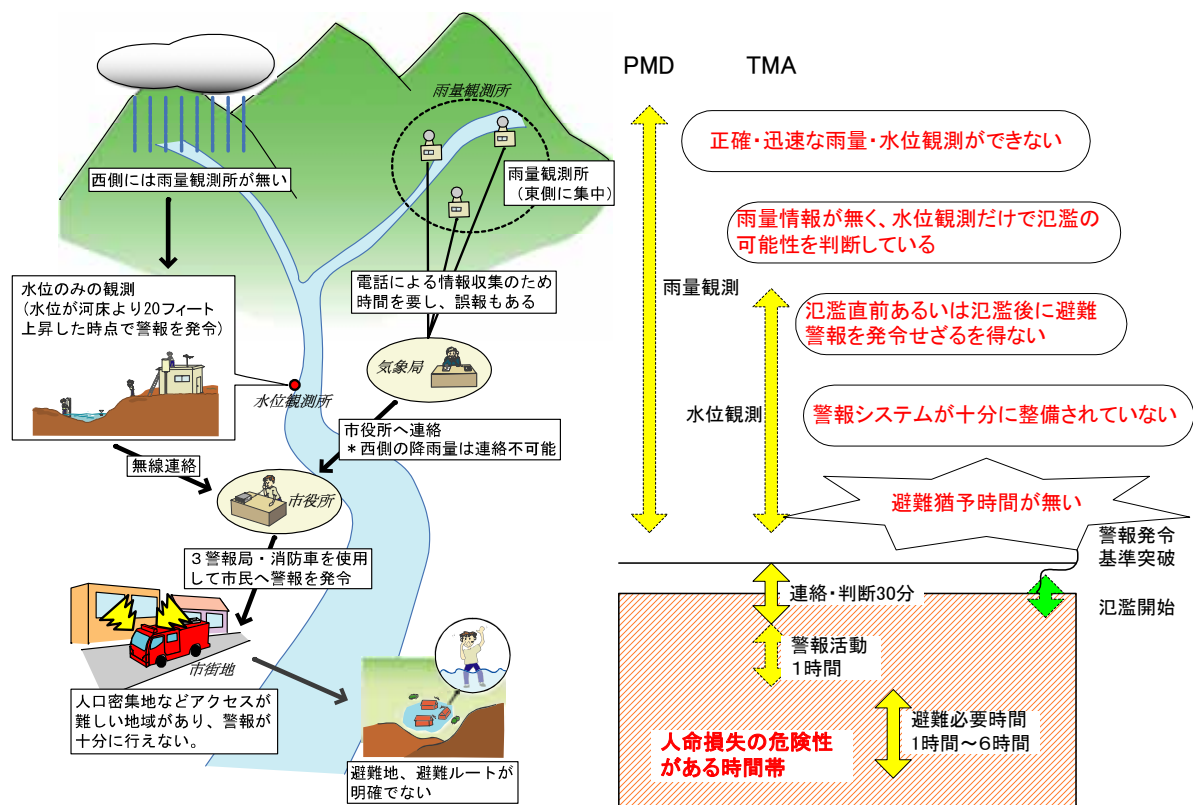 雨量観測所
西側には雨量観測所が無い
雨量観測所
(東側に集中)
水位のみの観測
(水位が河床より20フィート
上昇した時点で警報を発令)
電話による情報収集のため
時間を要し、誤報もある
気象局
水位観測所
市役所へ連絡
*西側の降雨量は連絡不可能
無線連絡
市役所
3警報局・消防車を使用
して市民へ警報を発令
市街地
人口密集地などアクセスが
難しい地域があり、警報が
十分に行えない。
避難地、避難ルートが
明確でない
PMD
TMA
正確・迅速な雨量・水位観測ができない
雨量情報が無く、水位観測だけで氾濫の
可能性を判断している
雨量観測
氾濫直前あるいは氾濫後に避難
警報を発令せざるを得ない
水位観測
警報システムが十分に整備されていない
避難猶予時間が無い
警報発令
基準突破
連絡・判断30分
氾濫開始
警報活動
1時間
避難必要時間
1時間~6時間
人命損失の危険性
がある時間帯